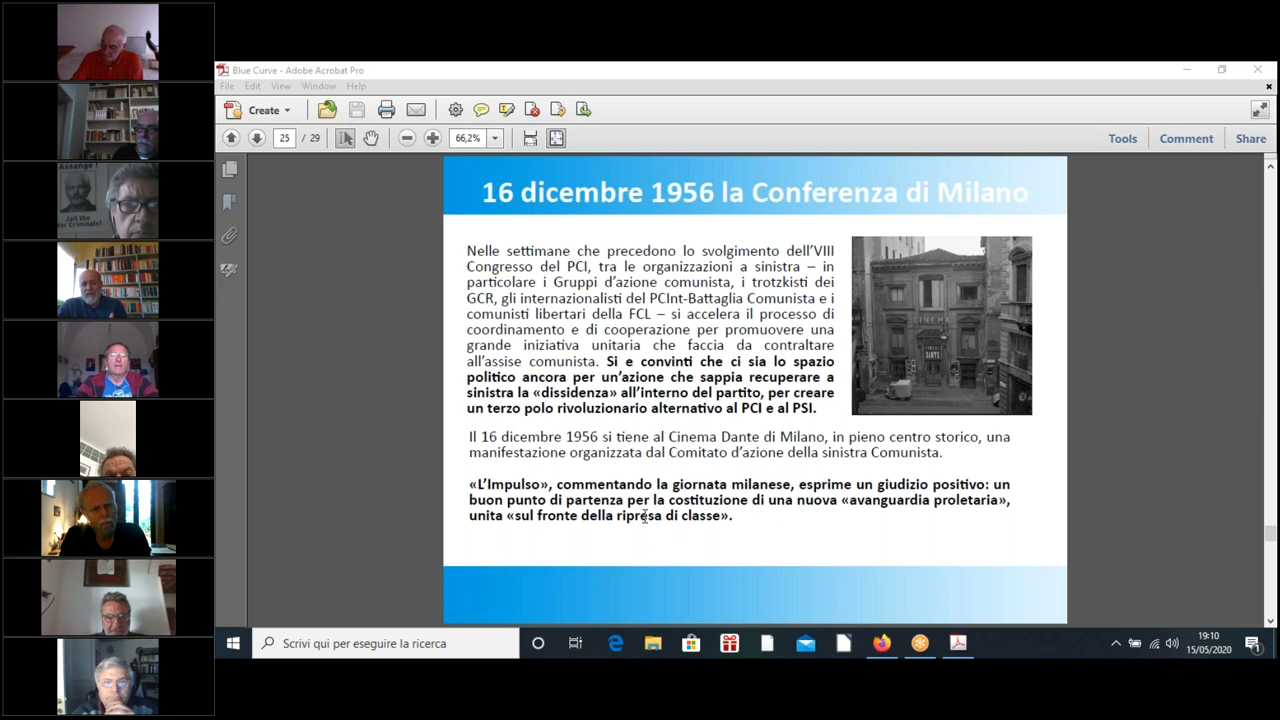 Assange !
Jail the
War Criminals!
Blue Curve - Adobe Acrobat Pro
File Edit View Window Help
Create
25 / 29
66,2%
Tools Comment Share
16 dicembre 1956 la Conferenza di Milano
Nelle settimane che precedono lo svolgimento dell'VIII
Congresso del PCI, tra le organizzazioni a sinistra – in
particolare i Gruppi d'azione comunista, i trotzkisti dei
GCR, gli internazionalisti del PCInt-Battaglia Comunista e i
comunisti libertari della FCL – si accelera il processo di
coordinamento e di cooperazione per promuovere una
grande iniziativa unitaria che faccia da contraltare
all'assise comunista. Si e convinti che ci sia lo spazio
politico ancora per un'azione che sappia recuperare a
sinistra la «dissidenza» all'interno del partito, per creare
un terzo polo rivoluzionario alternativo al PCI e al PSI.
CINEMA
DANTE
Il 16 dicembre 1956 si tiene al Cinema Dante di Milano, in pieno centro storico, una
manifestazione organizzata dal Comitato d'azione della sinistra Comunista.
«L'Impulso», commentando la giornata milanese, esprime un giudizio positivo: un
buon punto di partenza per la costituzione di una nuova «avanguardia proletaria»,
unita «sul fronte della ripresa di classe».
Scrivi qui per eseguire la ricerca
19:10
15/05/2020
1